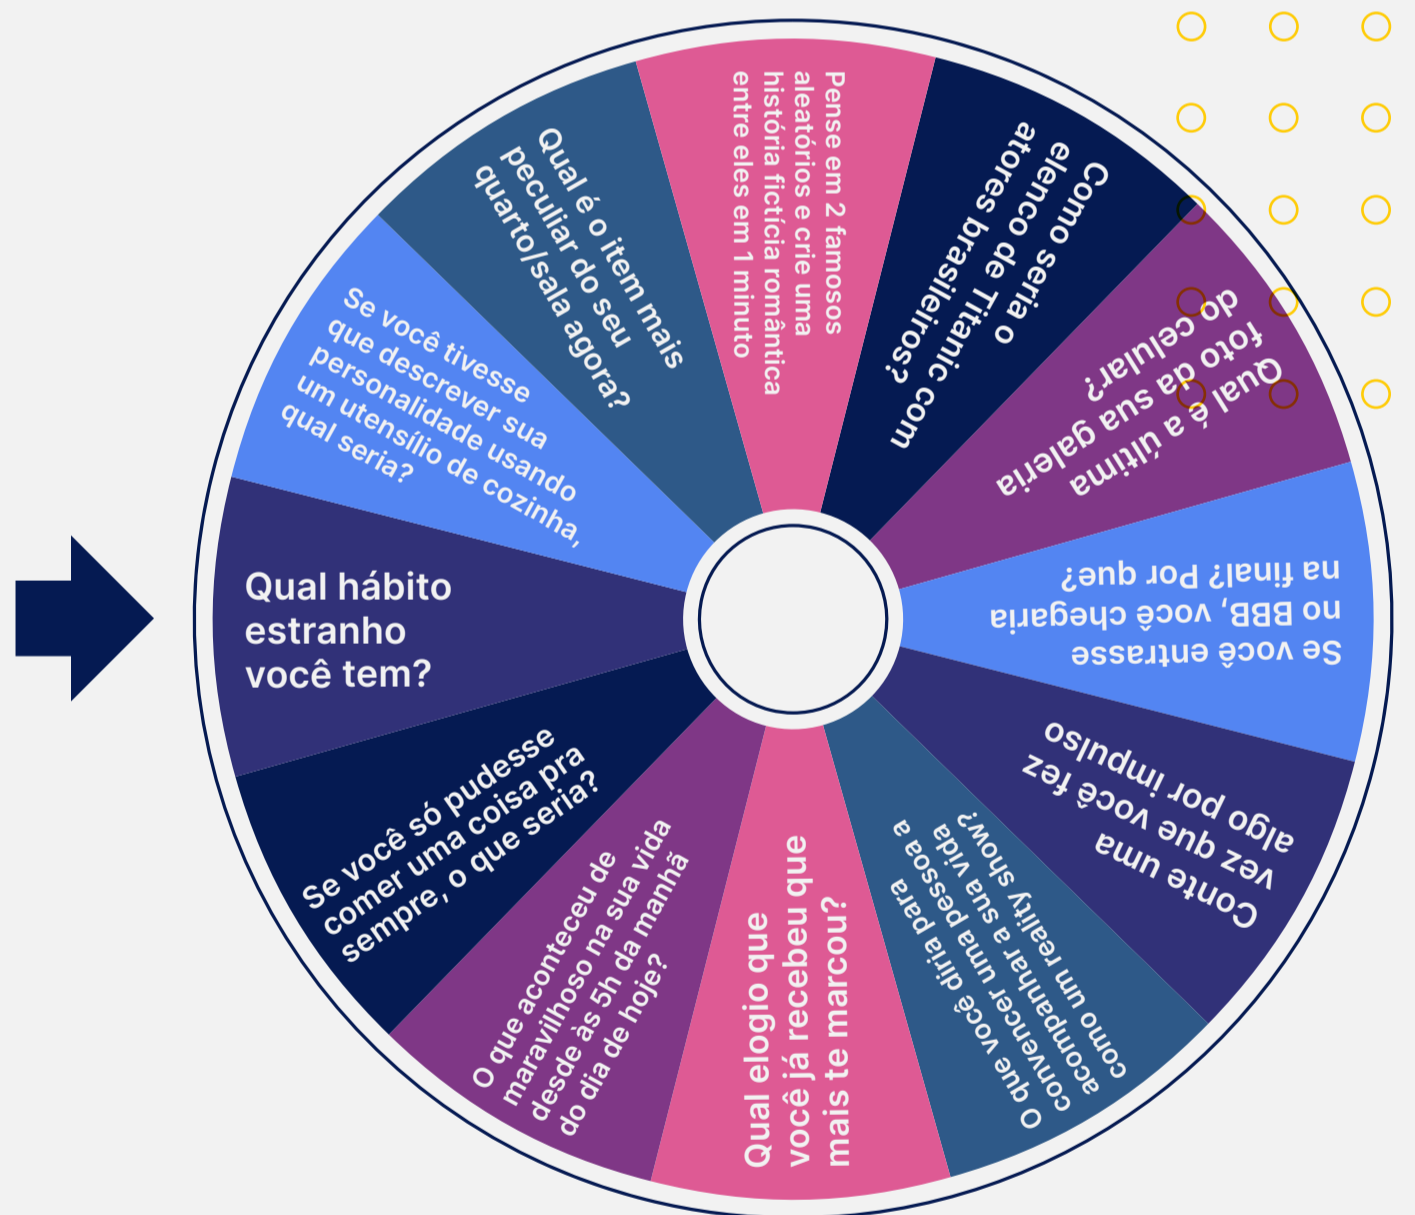 Qual hábito
estranho
você tem?
Se você tivesse
que descrever sua
personalidade usando
um utensílio de cozinha,
qual seria?
Qual é o item mais
peculiar do seu
quarto/sala agora?
Pense em 2 famosos
aleatórios e crie uma
história fictícia romântica
entre eles em 1 minuto
Como seria o
elenco de Titanic com
atores brasileiros?
Qual é a última
foto da sua galeria
do celular?
Se você entrasse
no BBB, você chegaria
na final? Por que?
Conte uma
vez que você fez
algo por impulso
O que você diria para
convencer uma pessoa a
acompanhar a sua vida
como um reality show?
Qual elogio que
você já recebeu que
mais te marcou?
O que aconteceu de
maravilhoso na sua vida
desde às 5h da manhã
do dia de hoje?
Se você só pudesse
comer uma coisa pra
sempre, o que seria?